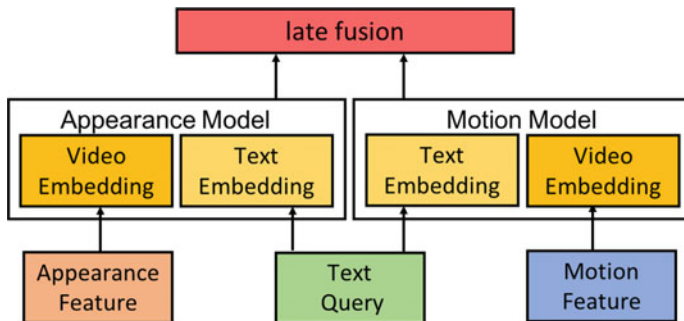 late fusion
Appearance Model
Motion Model
Video
Embedding
Text
Embedding
Text
Embedding
Video
Embedding
Appearance
Feature
Text
Query
Motion
Feature